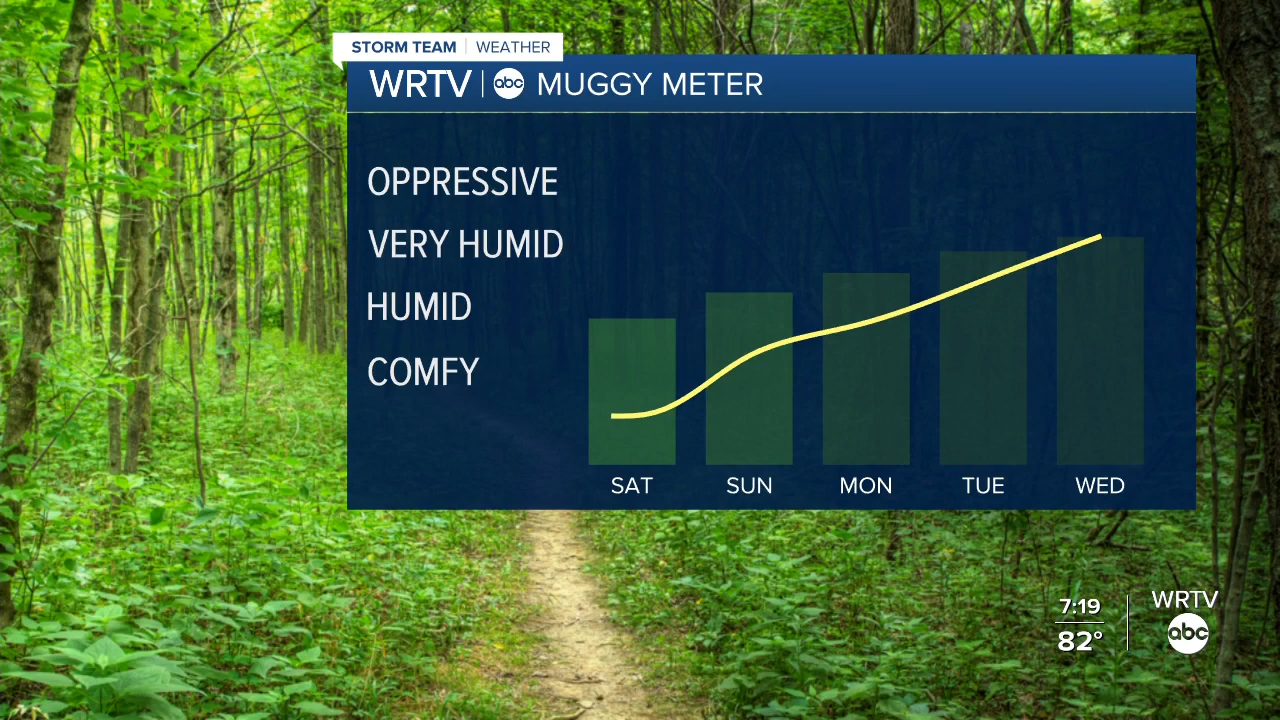 STORM TEAM | WEATHER
WRTV | abc MUGGY METER
OPPRESSIVE
VERY HUMID
HUMID
COMFY
SAT SUN MON TUE WED
7:19
82°
WRTV
abc